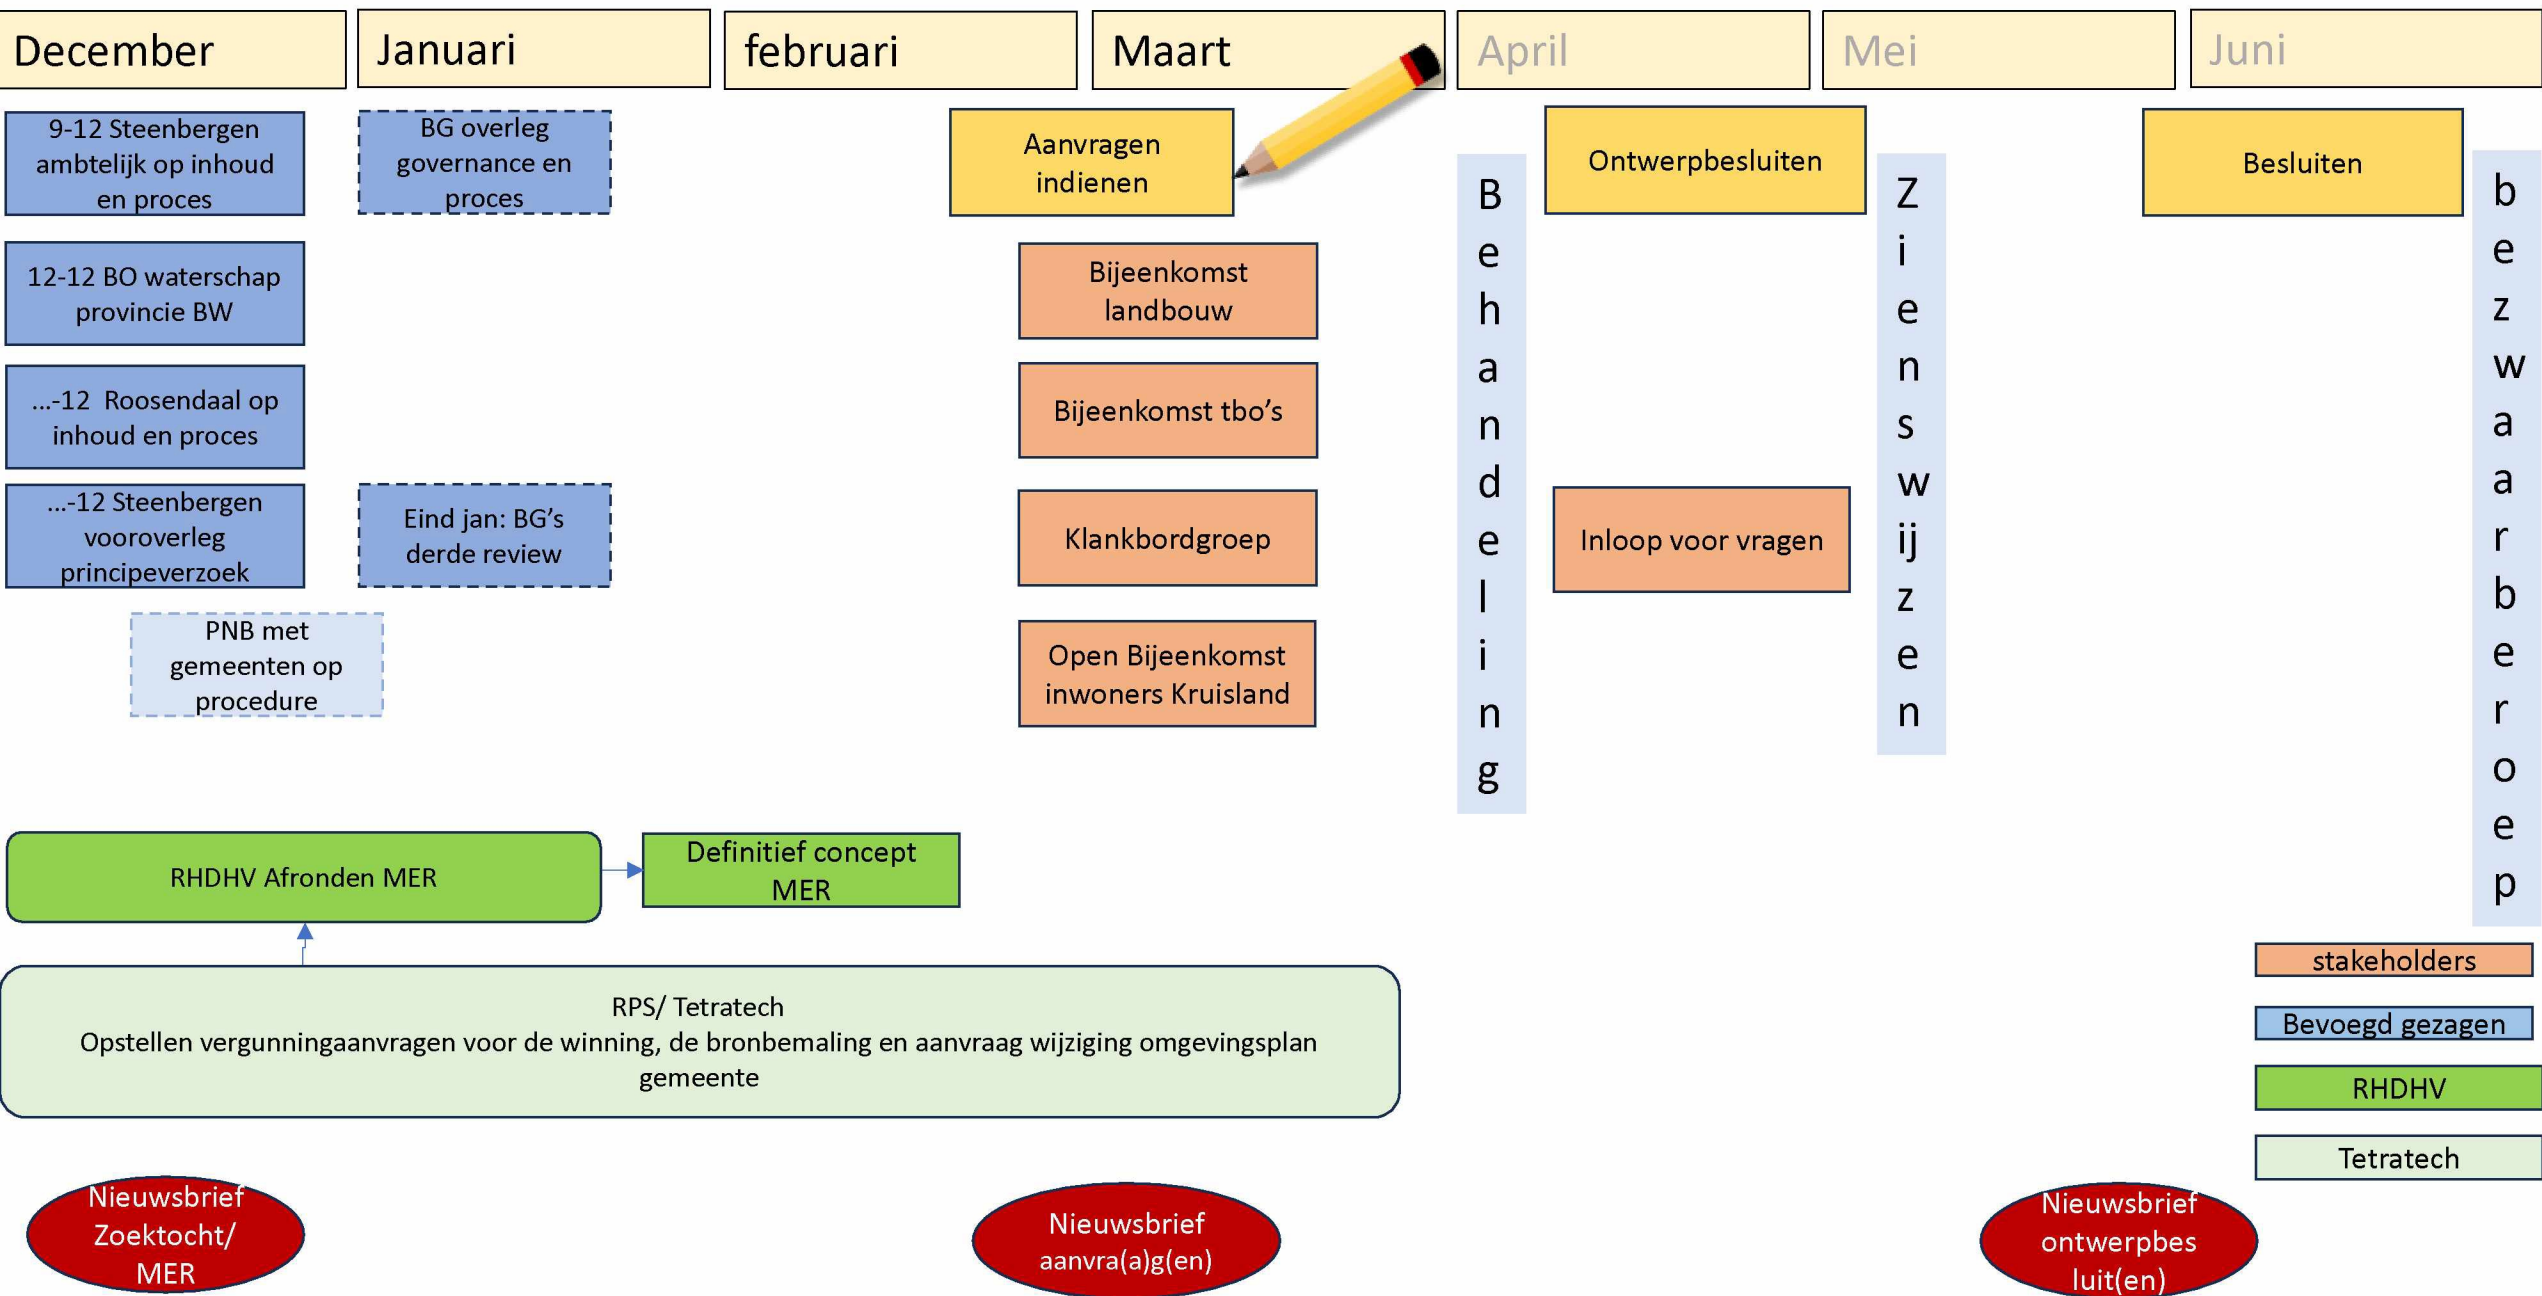 December
Januari
februari
Maart
April
Mei
Juni
9-12 Steenbergen
ambtelijk op inhoud
en proces
BG overleg
governance en
proces
Aanvragen
indienen
Ontwerpbesluiten
Besluiten
12-12 BO waterschap
provincie BW
Bijeenkomst
landbouw
...-12 Roosendaal op
inhoud en proces
Bijeenkomst tbo's
...-12 Steenbergen
vooroverleg
principeverzoek
Eind jan: BG's
derde review
Klankbordgroep
Inloop voor vragen
PNB met
gemeenten op
procedure
Open Bijeenkomst
inwoners Kruisland
Behandeling
Zienswijzen
bezwaarberoep
RHDHV Afronden MER
Definitief concept
MER
RPS/ Tetratech
Opstellen vergunningaanvragen voor de winning, de bronbemaling en aanvraag wijziging omgevingsplan
gemeente
stakeholders
Bevoegd gezagen
RHDHV
Tetratech
Nieuwsbrief
Zoektocht/
MER
Nieuwsbrief
aanvra(a)g(en)
Nieuwsbrief
ontwerpbes
luit(en)